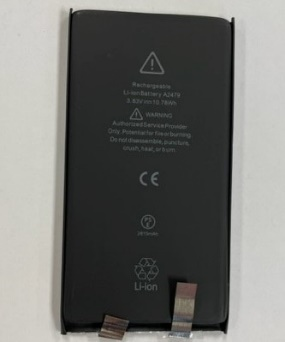 Rechargeable
Li-ion Battery A2479
3.83V 10.78Wh
WARNING
Authorized Service Provider
Only. Potential for fire or burning.
Do not disassemble, puncture,
crush, heat, or burn
CE
Li-ion